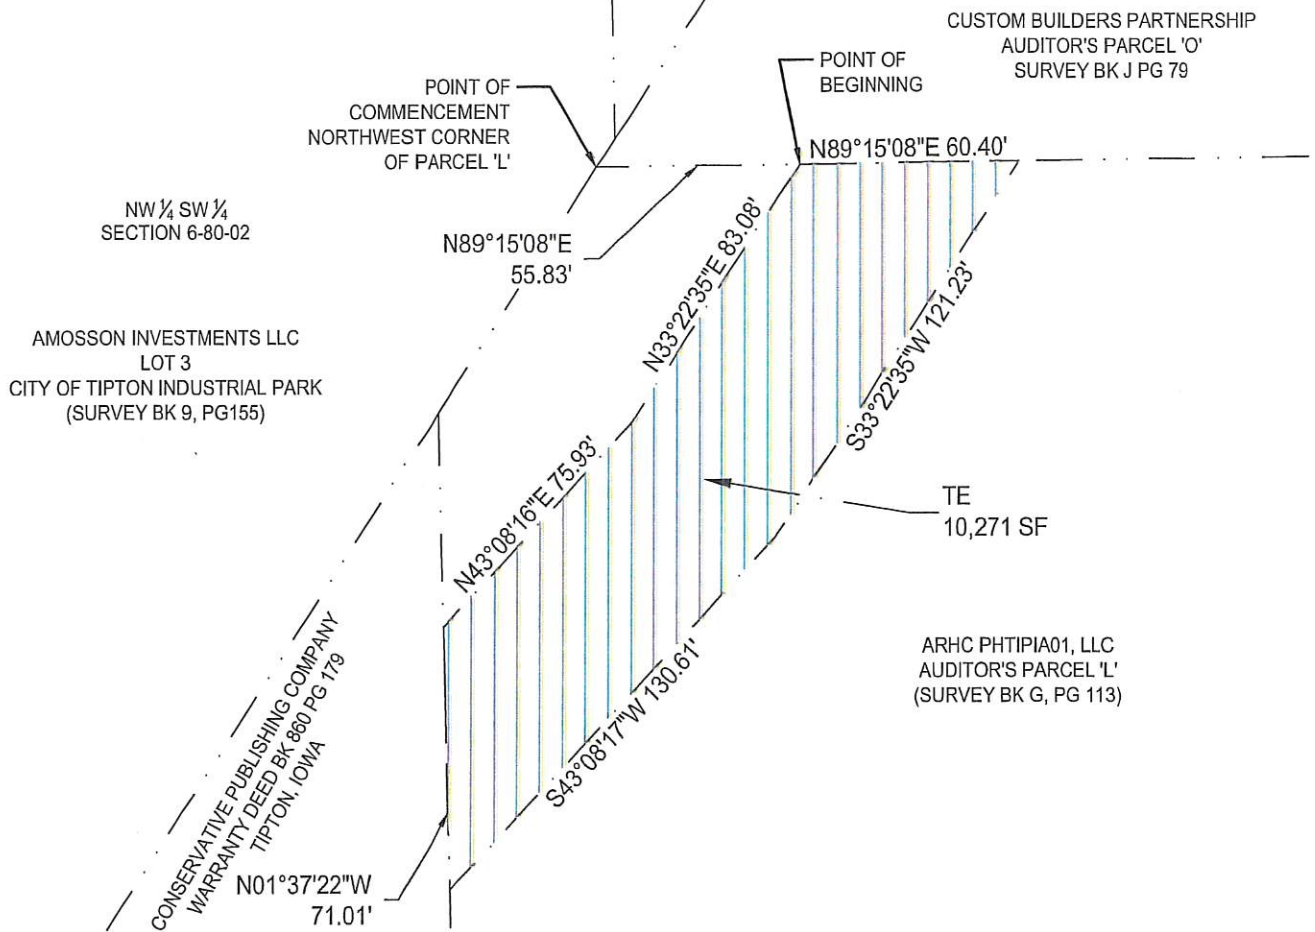 CUSTOM BUILDERS PARTNERSHIP
AUDITOR'S PARCEL 'O'
SURVEY BK J PG 79
POINT OF
BEGINNING
POINT OF
COMMENCEMENT
NORTHWEST CORNER
OF PARCEL 'L'
N89°15'08"E 60.40'
NW ¼ SW ¼
SECTION 6-80-02
N89°15'08"E
55.83'
N33°22'35"E 83.08'
S33°22'35"W 121.23'
AMOSSON INVESTMENTS LLC
LOT 3
CITY OF TIPTON INDUSTRIAL PARK
(SURVEY BK 9, PG155)
N43°08'16"E 75.93'
TE
10,271 SF
S43°08'17"W 130.61'
ARHC PHTIPIA01, LLC
AUDITOR'S PARCEL 'L'
(SURVEY BK G, PG 113)
CONSERVATIVE PUBLISHING COMPANY
WARRANTY DEED BK 860 PG 179
TIPTON, IOWA
N01°37'22"W
71.01'